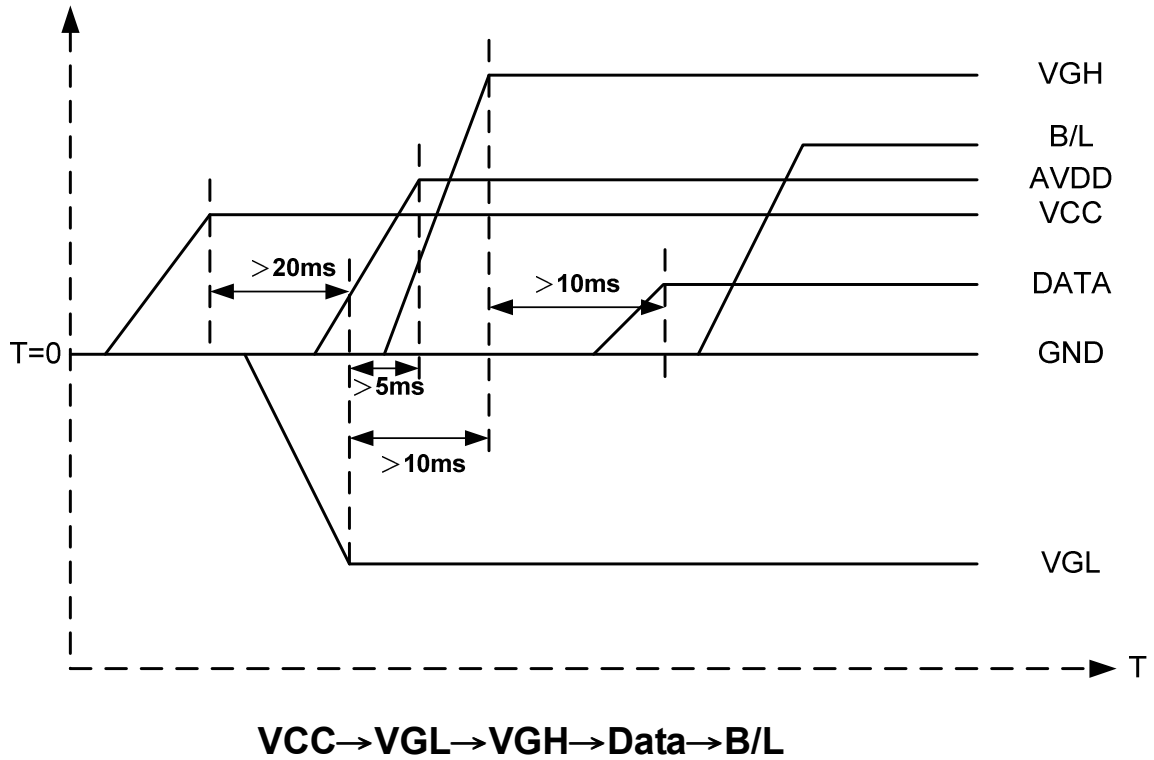 VGH
B/L
AVDD
VCC
＞20ms
＞10ms
DATA
T=0
GND
＞5ms
＞10ms
VGL
T
VCC→VGL→VGH→Data→B/L